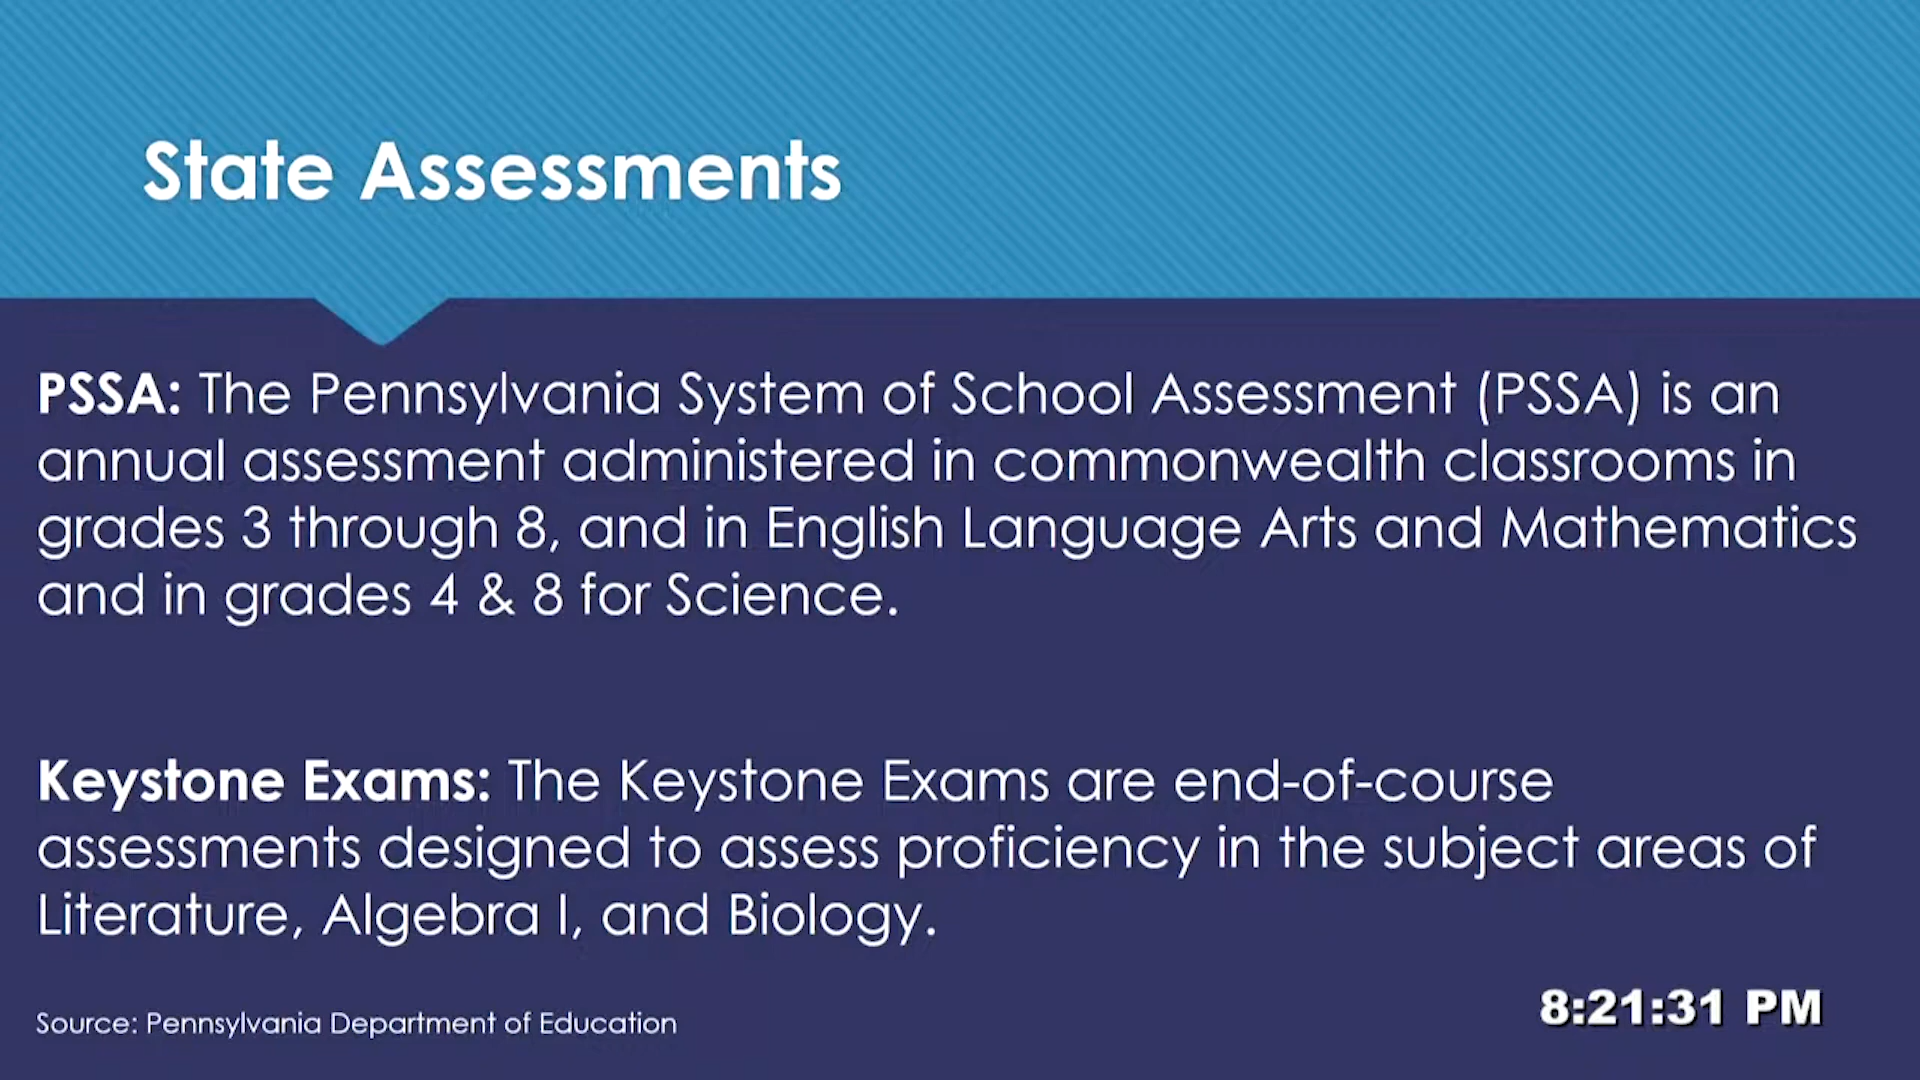 State Assessments
PSSA: The Pennsylvania System of School Assessment (PSSA) is an
annual assessment administered in commonwealth classrooms in
grades 3 through 8, and in English Language Arts and Mathematics
and in grades 4 & 8 for Science.
Keystone Exams: The Keystone Exams are end-of-course
assessments designed to assess proficiency in the subject areas of
Literature, Algebra I, and Biology.
Source: Pennsylvania Department of Education
8:21:31 PM